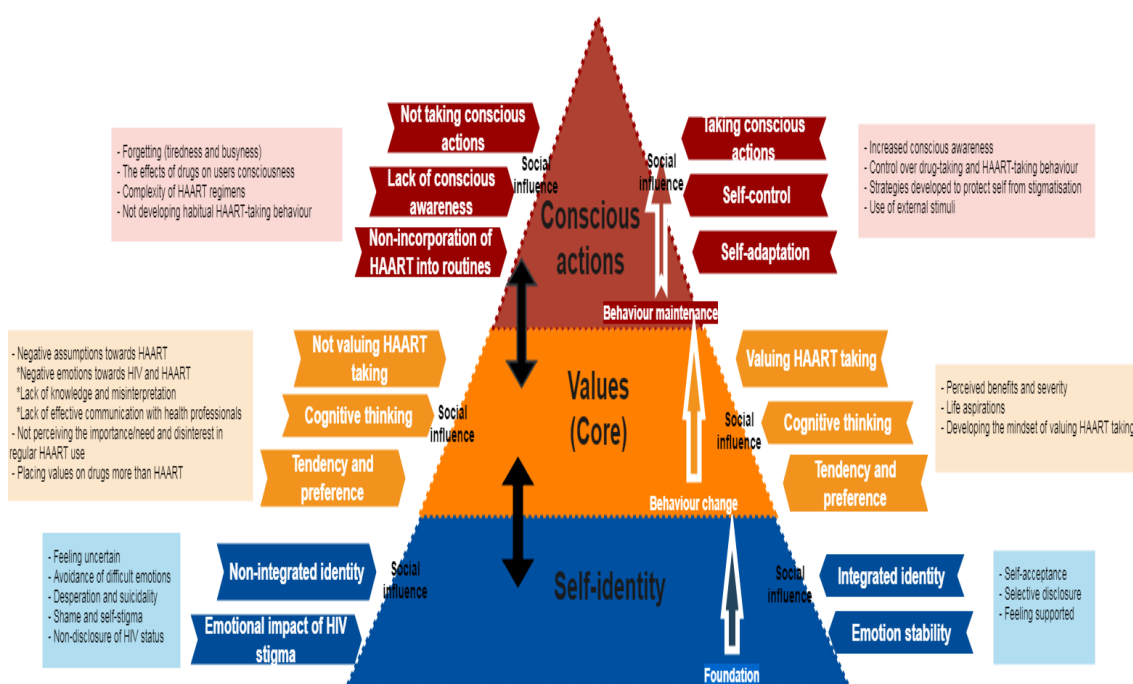 Not taking conscious
actions
Lack of conscious
awareness
Non-incorporation of
HAART into routines
Social
influence
- Forgetting (tiredness and busyness)
- The effects of drugs on users consciousness
- Complexity of HAART regimens
- Not developing habitual HAART-taking behaviour
Conscious
actions
Social
influence
Taking conscious
actions
Self-control
Self-adaptation
- Increased conscious awareness
- Control over drug-taking and HAART-taking behaviour
- Strategies developed to protect self from stigmatisation
- Use of external stimuli
Behaviour maintenance
- Negative assumptions towards HAART
*Negative emotions towards HIV and HAART
*Lack of knowledge and misinterpretation
*Lack of effective communication with health professionals
- Not perceiving the importance/need and disinterest in
regular HAART use
- Placing values on drugs more than HAART
Not valuing HAART
taking
Cognitive thinking
Tendency and
preference
Social
influence
Values
(Core)
Social
influence
Valuing HAART taking
Cognitive thinking
Tendency and
preference
- Perceived benefits and severity
- Life aspirations
- Developing the mindset of valuing HAART taking
Behaviour change
- Feeling uncertain
- Avoidance of difficult emotions
- Desperation and suicidality
- Shame and self-stigma
- Non-disclosure of HIV status
Non-integrated identity
Emotional impact of HIV
stigma
Social
influence
Self-identity
Social
influence
Integrated identity
Emotion stability
- Self-acceptance
- Selective disclosure
- Feeling supported
Foundation